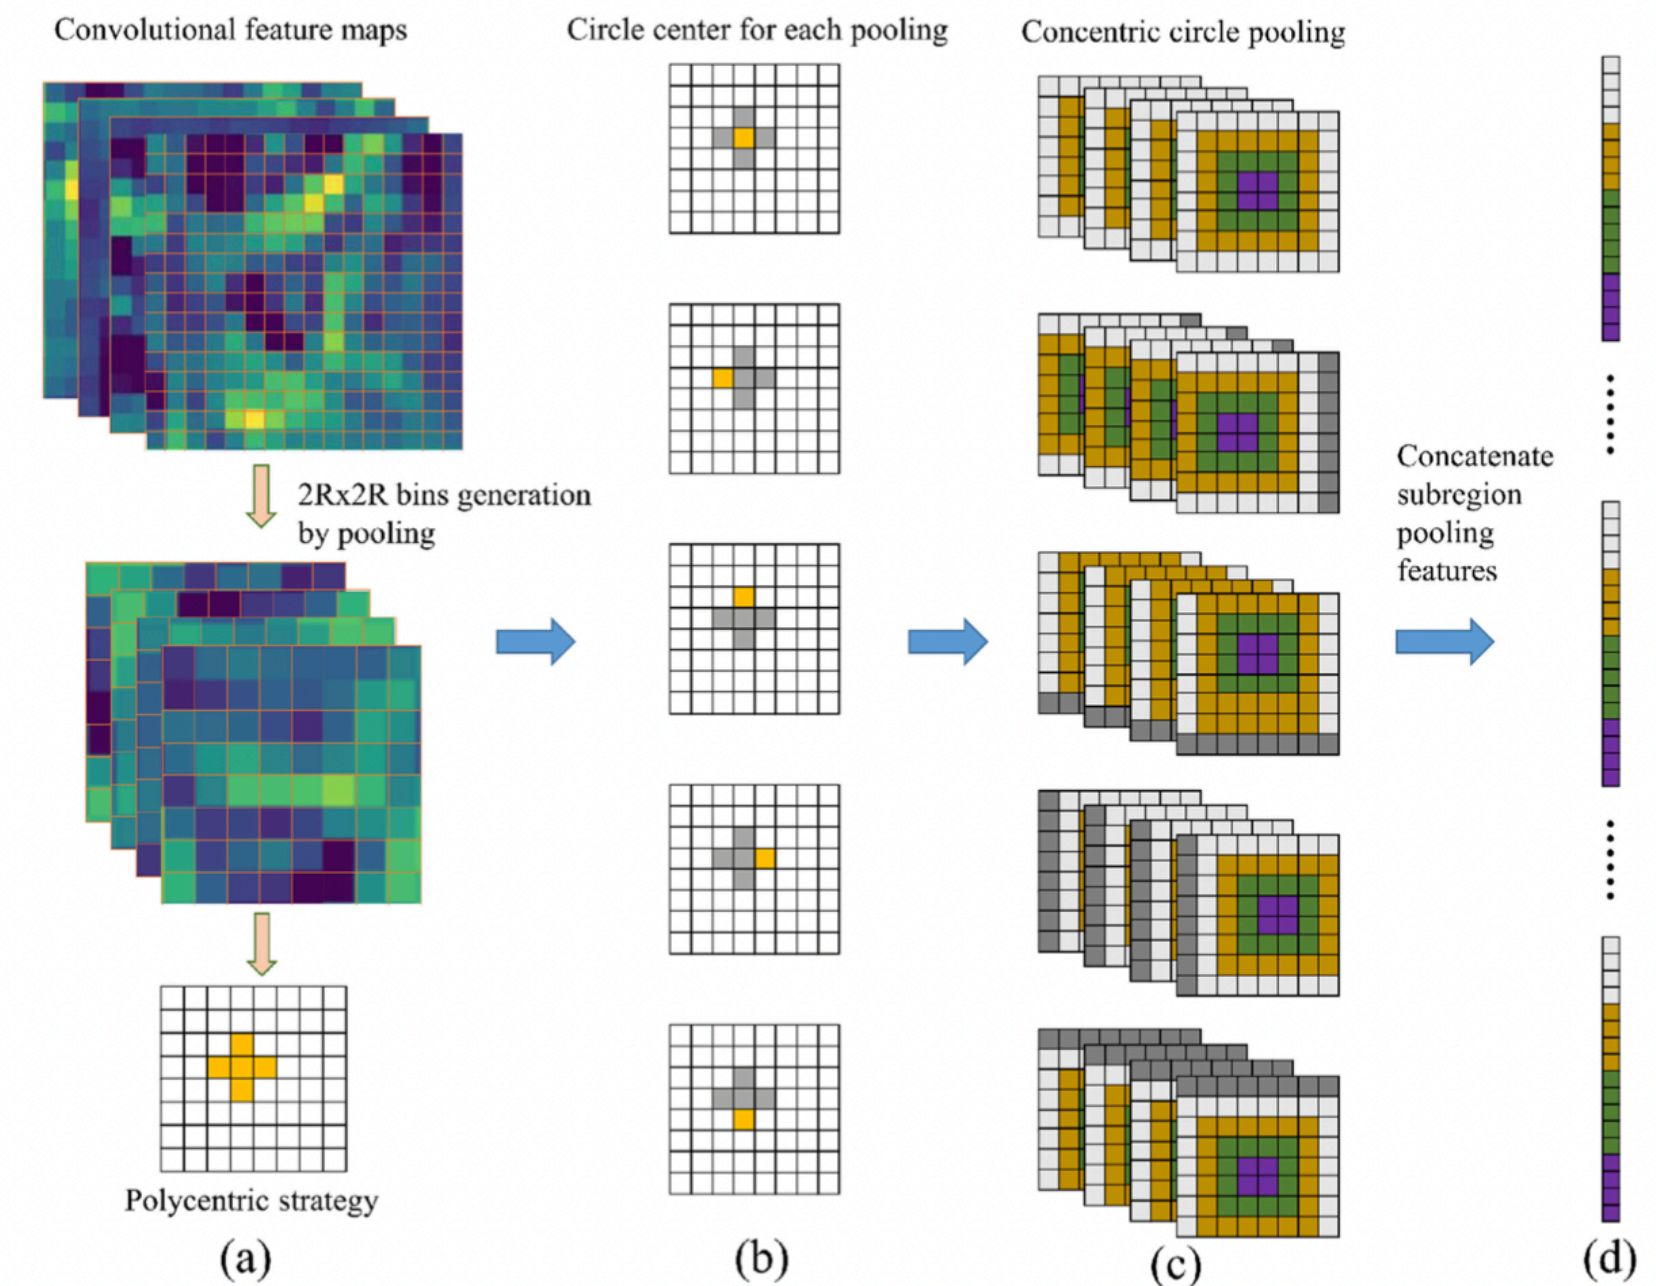 Convolutional feature maps
Circle center for each pooling
Concentric circle pooling
2Rx2R bins generation
by pooling
Concatenate
subregion
pooling
features
Polycentric strategy
(a)
(b)
(c)
(d)